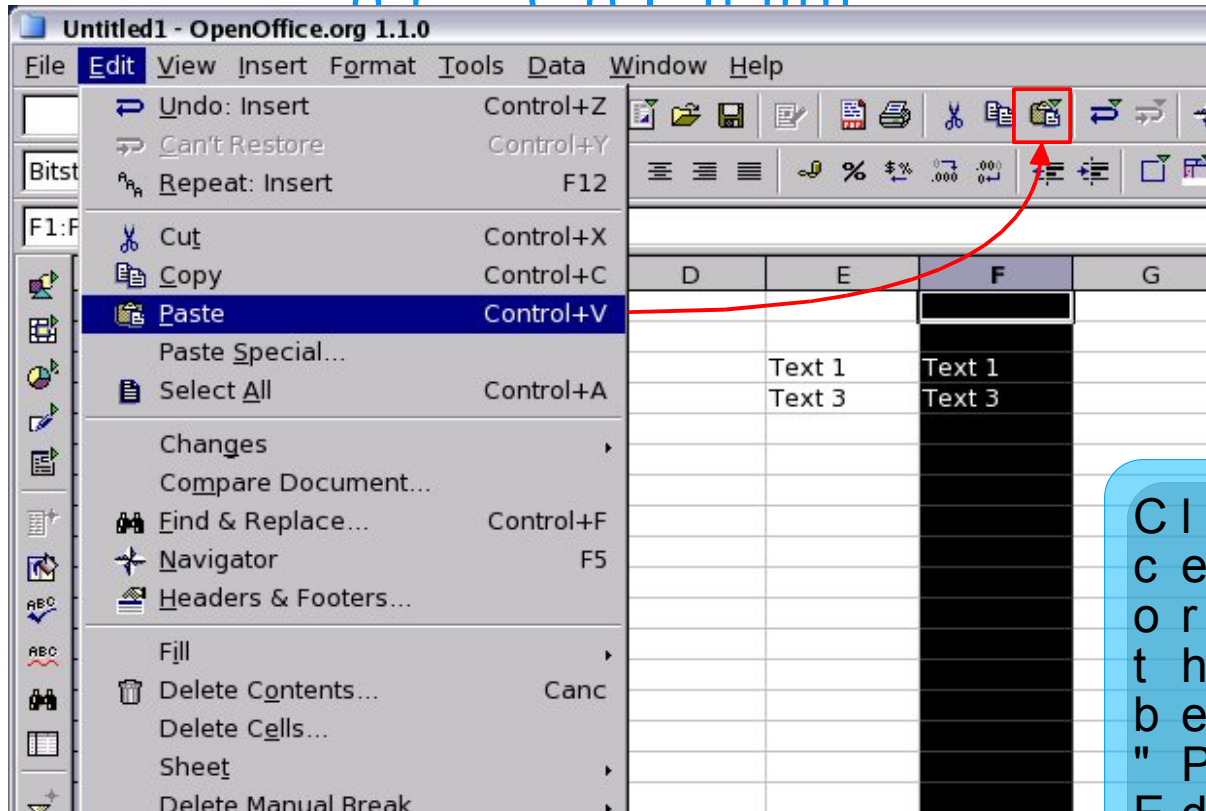 Untitled1 - OpenOffice.org 1.1.0
File Edit View Insert Format Tools Data Window Help
Undo: Insert Control+Z
Can't Restore Control+Y
Bitst
Repeat: Insert F12
F1:F
Cut Control+X
Copy Control+C
D E F G
Paste Control+V
Paste Special...
Text 1 Text 1
Select All Control+A
Text 3 Text 3
Changes
Compare Document...
Find & Replace... Control+F
Navigator F5
Headers & Footers...
Fill
Delete Contents... Canc
Delete Cells...
Sheet
Delete Manual Break
C l
c e
o r
t h
b e
" P
E d